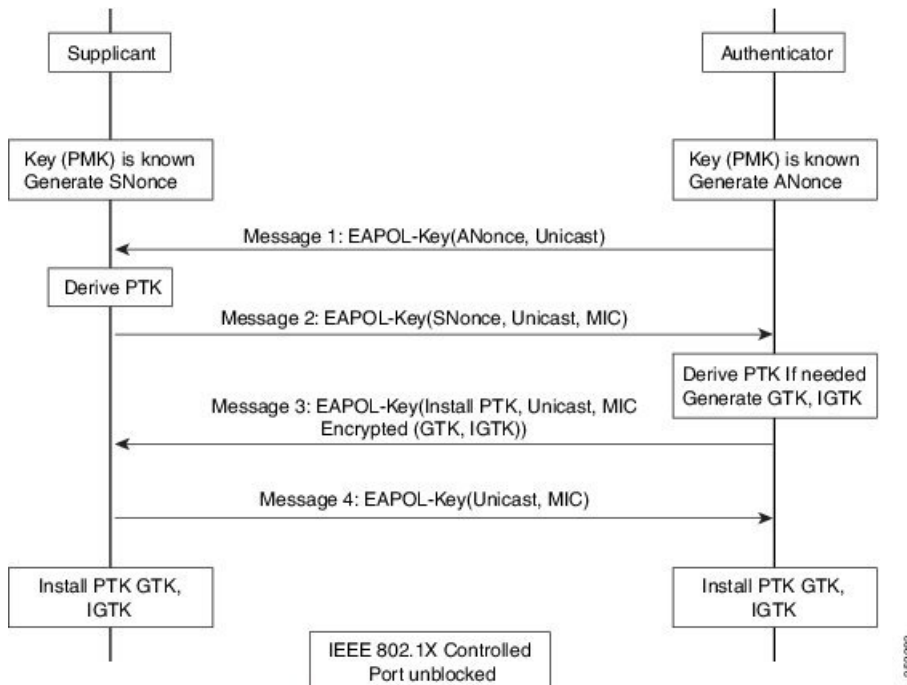 Supplicant
Authenticator
Key (PMK) is known
Generate SNonce
Key (PMK) is known
Generate ANonce
Message 1: EAPOL-Key(ANonce, Unicast)
Derive PTK
Message 2: EAPOL-Key(SNonce, Unicast, MIC)
Derive PTK If needed
Generate GTK, IGTK
Message 3: EAPOL-Key(Install PTK, Unicast, MIC
Encrypted (GTK, IGTK))
Message 4: EAPOL-Key(Unicast, MIC)
Install PTK GTK,
IGTK
Install PTK GTK,
IGTK
IEEE 802.1X Controlled
Port unblocked